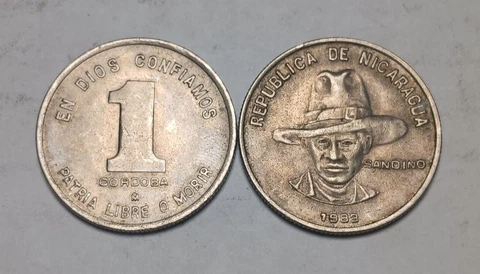 EN DIOS CONFIAMOS
1
CORDOBA
PATRIA LIBRE O MORIR
REPUBLICA DE NICARAGUA
SANDINO
1983